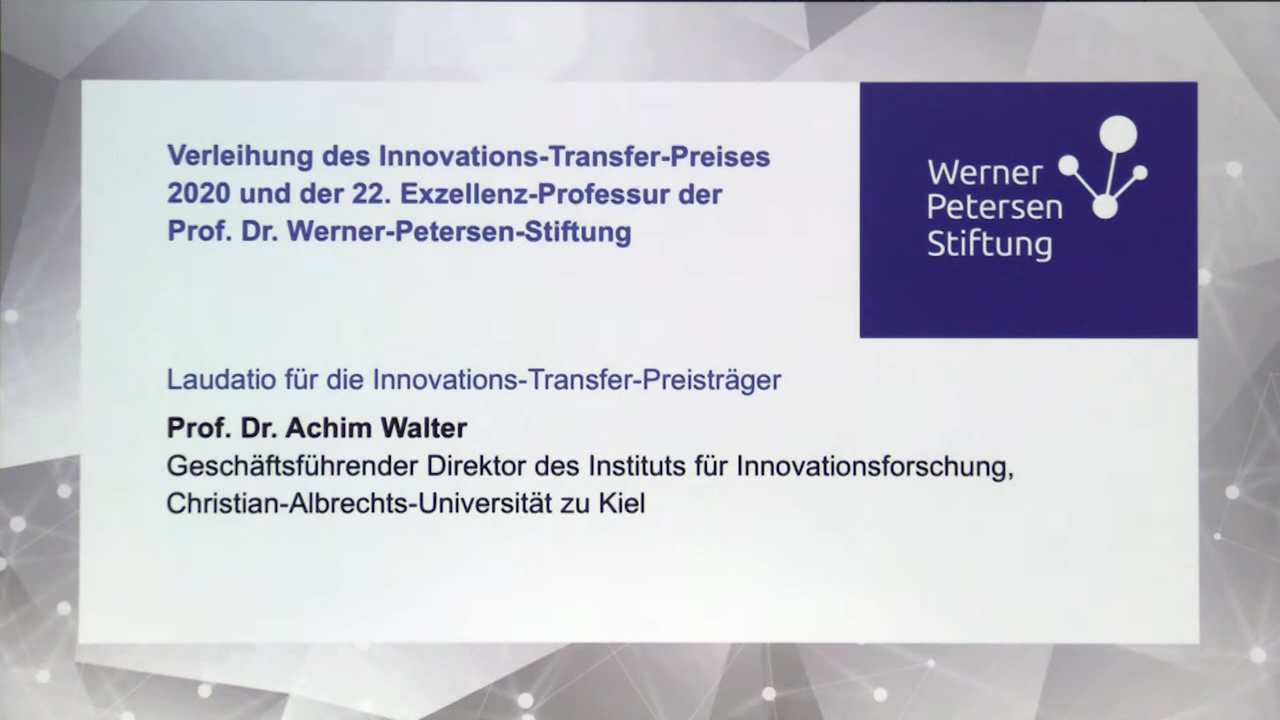 Verleihung des Innovations-Transfer-Preises
2020 und der 22. Exzellenz-Professur der
Prof. Dr. Werner-Petersen-Stiftung
Werner
Petersen
Stiftung
Laudatio für die Innovations-Transfer-Preisträger
Prof. Dr. Achim Walter
Geschäftsführender Direktor des Instituts für Innovationsforschung,
Christian-Albrechts-Universität zu Kiel